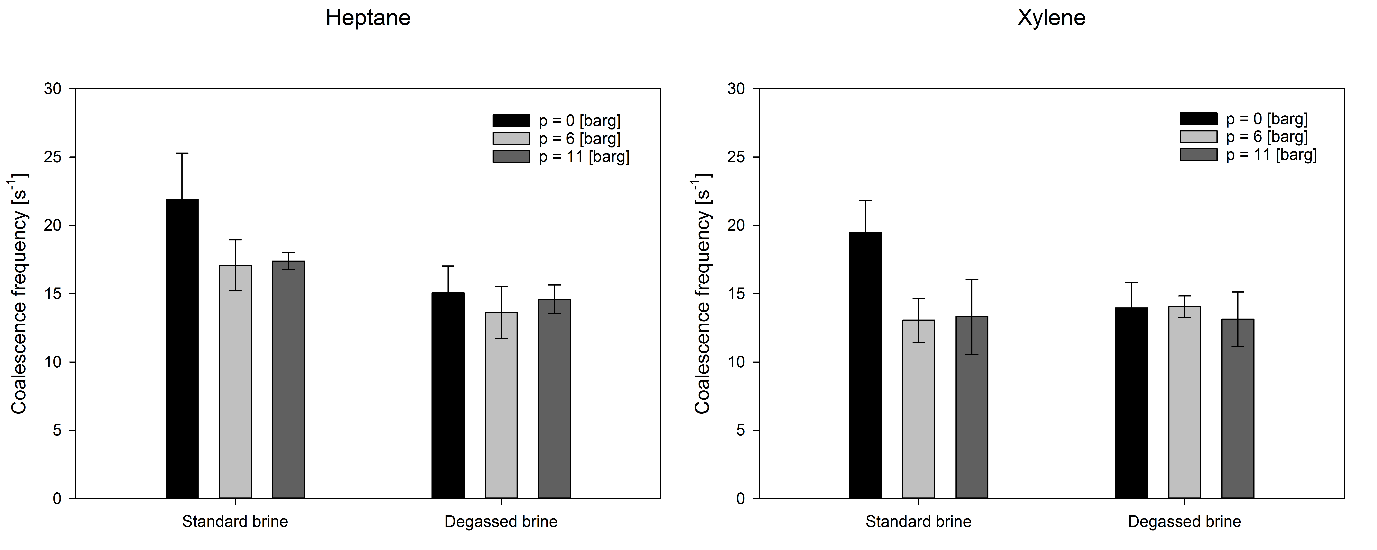 Heptane
Coalescence frequency [s⁻¹]
30
25
20
15
10
5
0
p = 0 [barg]
p = 6 [barg]
p = 11 [barg]
Standard brine
Degassed brine
Xylene
Coalescence frequency [s⁻¹]
30
25
20
15
10
5
0
p = 0 [barg]
p = 6 [barg]
p = 11 [barg]
Standard brine
Degassed brine